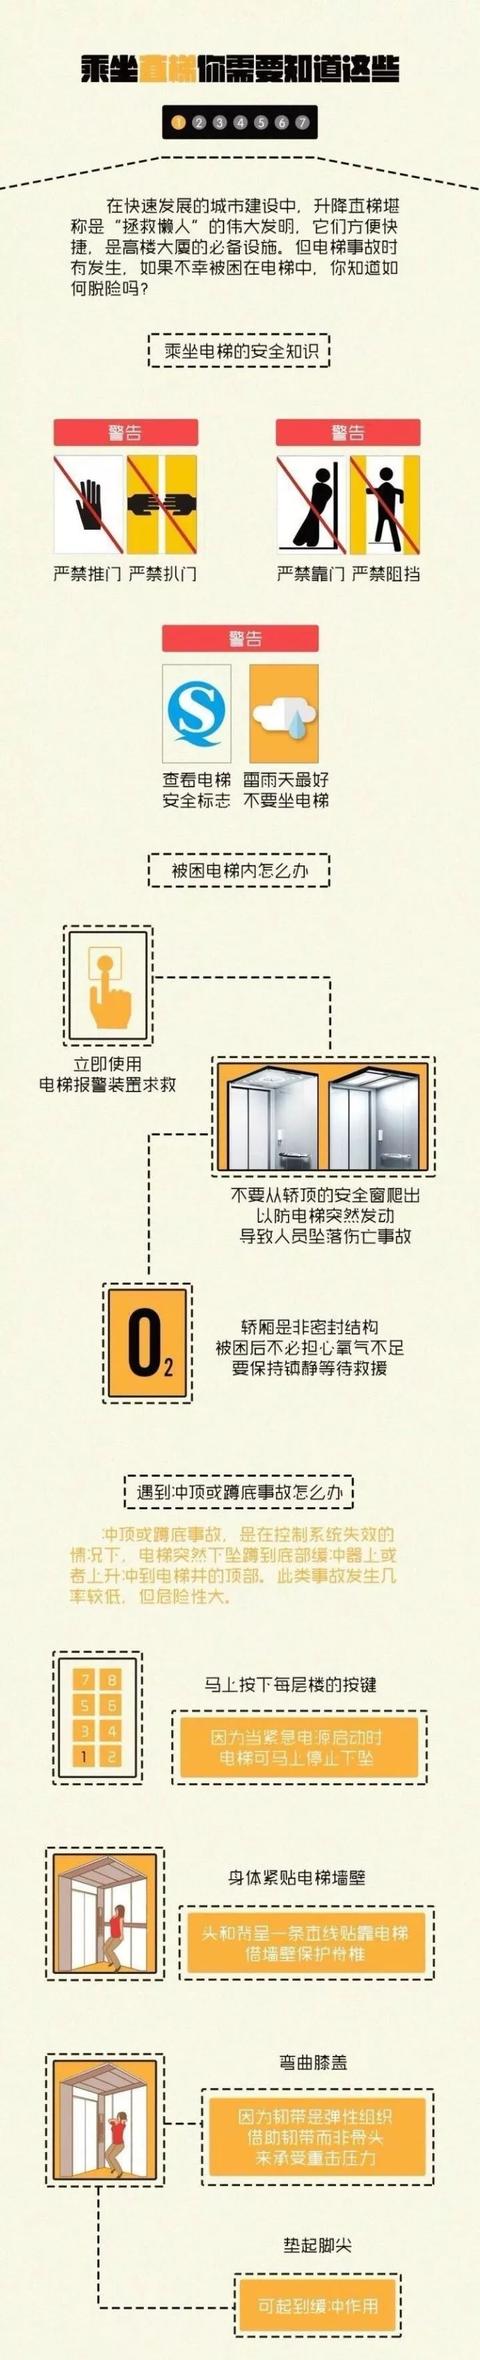 乘坐直梯你需要知道这些
1 2 3 4 5 6 7
在快速发展的城市建设中，升降直梯堪
称是“拯救懒人”的伟大发明，它们方便快
捷，是高楼大厦的必备设施。但电梯事故时
有发生，如果不幸被困在电梯中，你知道如
何脱险吗？
乘坐电梯的安全知识
警告
警告
严禁推门 严禁扒门
严禁靠门 严禁阻挡
警告
S
查看电梯
安全标志
雷雨天最好
不要坐电梯
被困电梯内怎么办
立即使用
电梯报警装置求救
不要从轿顶的安全窗爬出
以防电梯突然发动
导致人员坠落伤亡事故
O2
轿厢是非密封结构
被困后不必担心氧气不足
要保持镇静等待救援
遇到冲顶或蹲底事故怎么办
冲顶或蹲底事故，是在控制系统失效的
情况下，电梯突然下坠蹲到底部缓冲器上或
者上升冲到电梯井的顶部。此类事故发生几
率较低，但危险性大。
7 8
5 6
3 4
1 2
马上按下每层楼的按键
因为当紧急电源启动时
电梯可马上停止下坠
身体紧贴电梯墙壁
头和背呈一条直线贴靠电梯
借墙壁保护脊椎
弯曲膝盖
因为韧带是弹性组织
借助韧带而非骨头
来承受重击压力
垫起脚尖
可起到缓冲作用